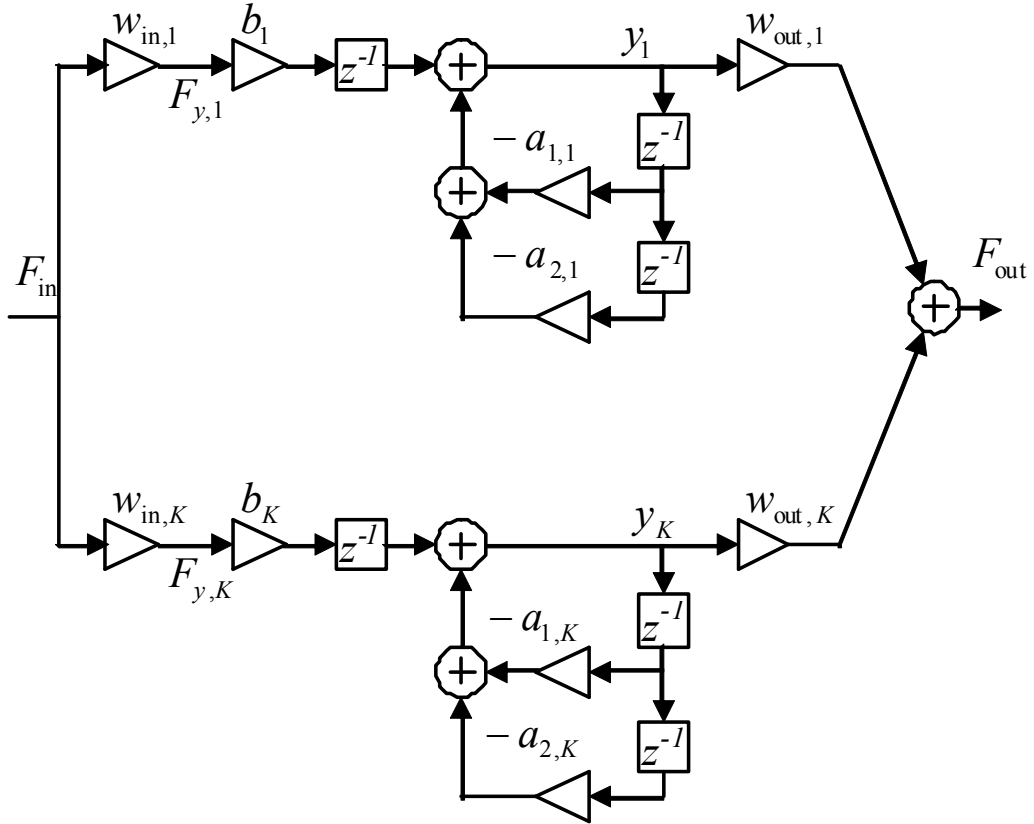 w_in,1 b_1 z^-1 y_1 w_out,1
F_y,1
−a_1,1 z^-1
−a_2,1 z^-1
F_in F_out
w_in,K b_K z^-1 y_K w_out,K
F_y,K
−a_1,K z^-1
−a_2,K z^-1